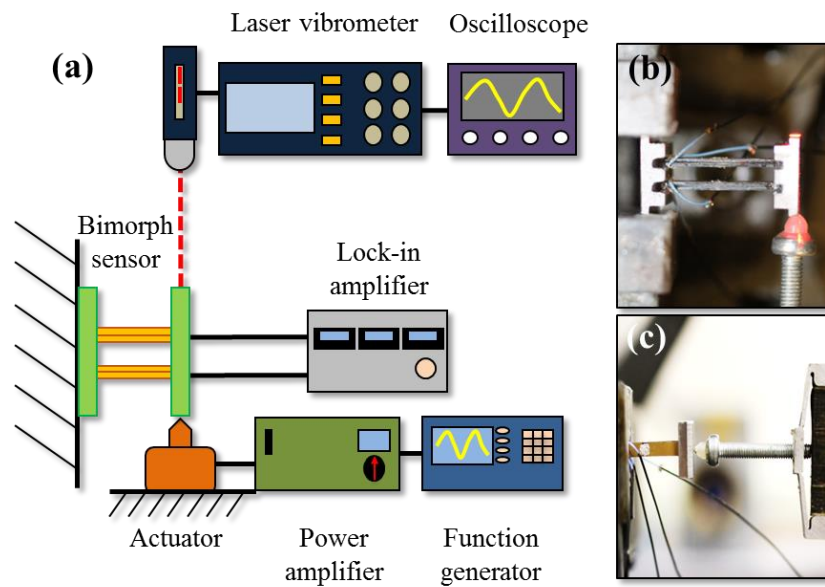 Laser vibrometer
Oscilloscope
(a)
(b)
Bimorph
sensor
Lock-in
amplifier
(c)
Actuator
Power
amplifier
Function
generator